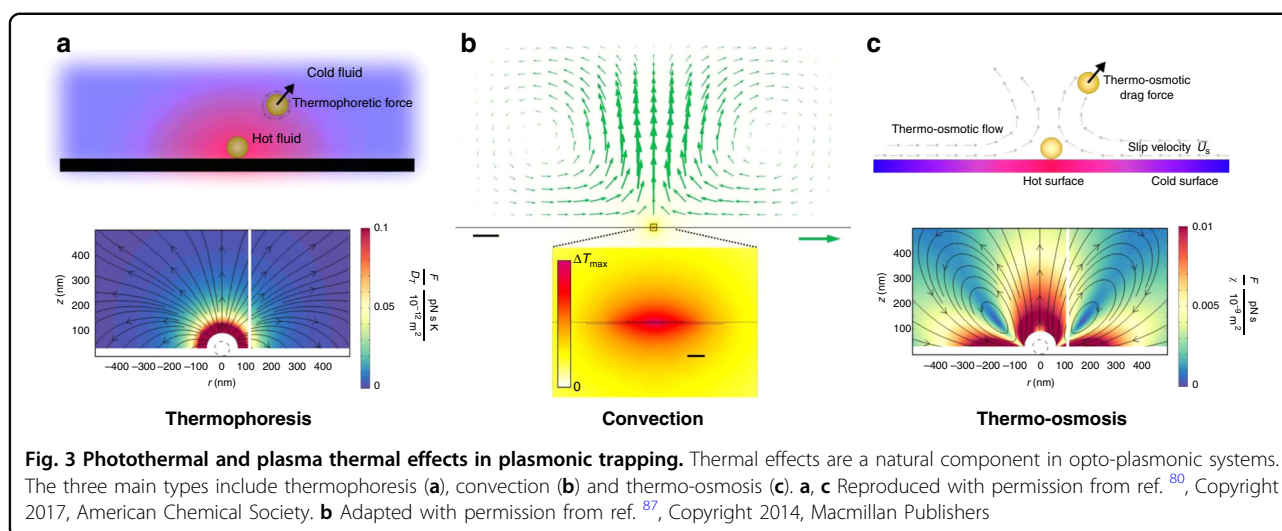 a
Cold fluid
Thermophoretic force
Hot fluid
0.1
0.05
0
F
D_T
pN s K
10⁻¹² m²
400
300
200
100
z (nm)
–400 –300 –200 –100 0 100 200 300 400
r (nm)
Thermophoresis
b
ΔT_max
0
Convection
c
Thermo-osmotic
drag force
Thermo-osmotic flow
Slip velocity U_s
Hot surface
Cold surface
0.01
0.005
0
F
χ
pN s
10⁻⁹ m²
400
300
200
100
z (nm)
–400 –300 –200 –100 0 100 200 300 400
r (nm)
Thermo-osmosis
Fig. 3 Photothermal and plasma thermal effects in plasmonic trapping. Thermal effects are a natural component in opto-plasmonic systems.
The three main types include thermophoresis (a), convection (b) and thermo-osmosis (c). a, c Reproduced with permission from ref. 80, Copyright
2017, American Chemical Society. b Adapted with permission from ref. 87, Copyright 2014, Macmillan Publishers